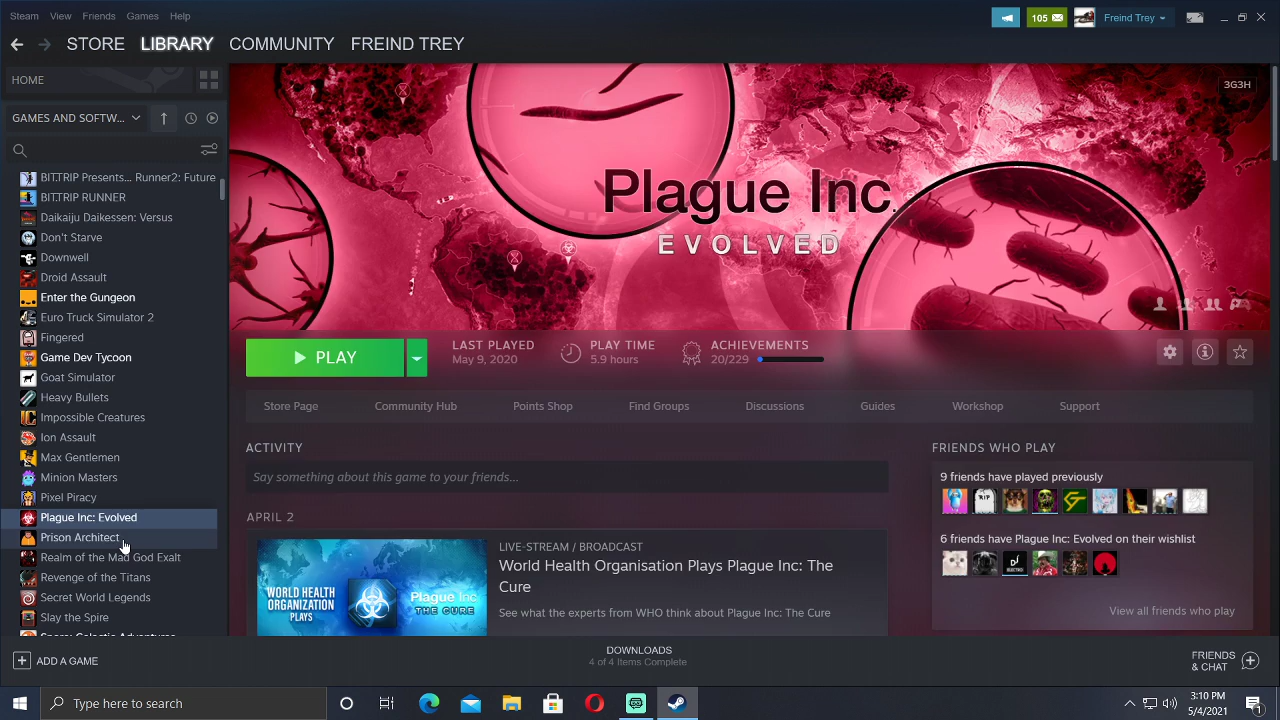 Steam View Friends Games Help
105 Freind Trey
STORE LIBRARY COMMUNITY FREIND TREY
HOME
GAMES AND SOFTW...
BIT.TRIP Presents... Runner2: Future
BIT.TRIP RUNNER
Daikaiju Daikessen: Versus
Don't Starve
Downwell
Droid Assault
Enter the Gungeon
Euro Truck Simulator 2
Fingered
Game Dev Tycoon
Goat Simulator
Heavy Bullets
Impossible Creatures
Ion Assault
Max Gentlemen
Minion Masters
Pixel Piracy
Plague Inc: Evolved
Prison Architect
Realm of the Mad God Exalt
Revenge of the Titans
Secret World Legends
Slay the Spire
ADD A GAME
3G3H
Plague Inc.
EVOLVED
PLAY
LAST PLAYED
May 9, 2020
PLAY TIME
5.9 hours
ACHIEVEMENTS
20/229
Store Page Community Hub Points Shop Find Groups Discussions Guides Workshop Support
ACTIVITY
Say something about this game to your friends...
APRIL 2
WORLD HEALTH
ORGANIZATION
PLAYS
Plague Inc
THE CURE
LIVE-STREAM / BROADCAST
World Health Organisation Plays Plague Inc: The
Cure
See what the experts from WHO think about Plague Inc: The Cure
FRIENDS WHO PLAY
9 friends have played previously
RIP
6 friends have Plague Inc: Evolved on their wishlist
View all friends who play
DOWNLOADS
4 of 4 Items Complete
FRIENDS
& CHAT
Type here to search
3:10 PM
5/4/2021